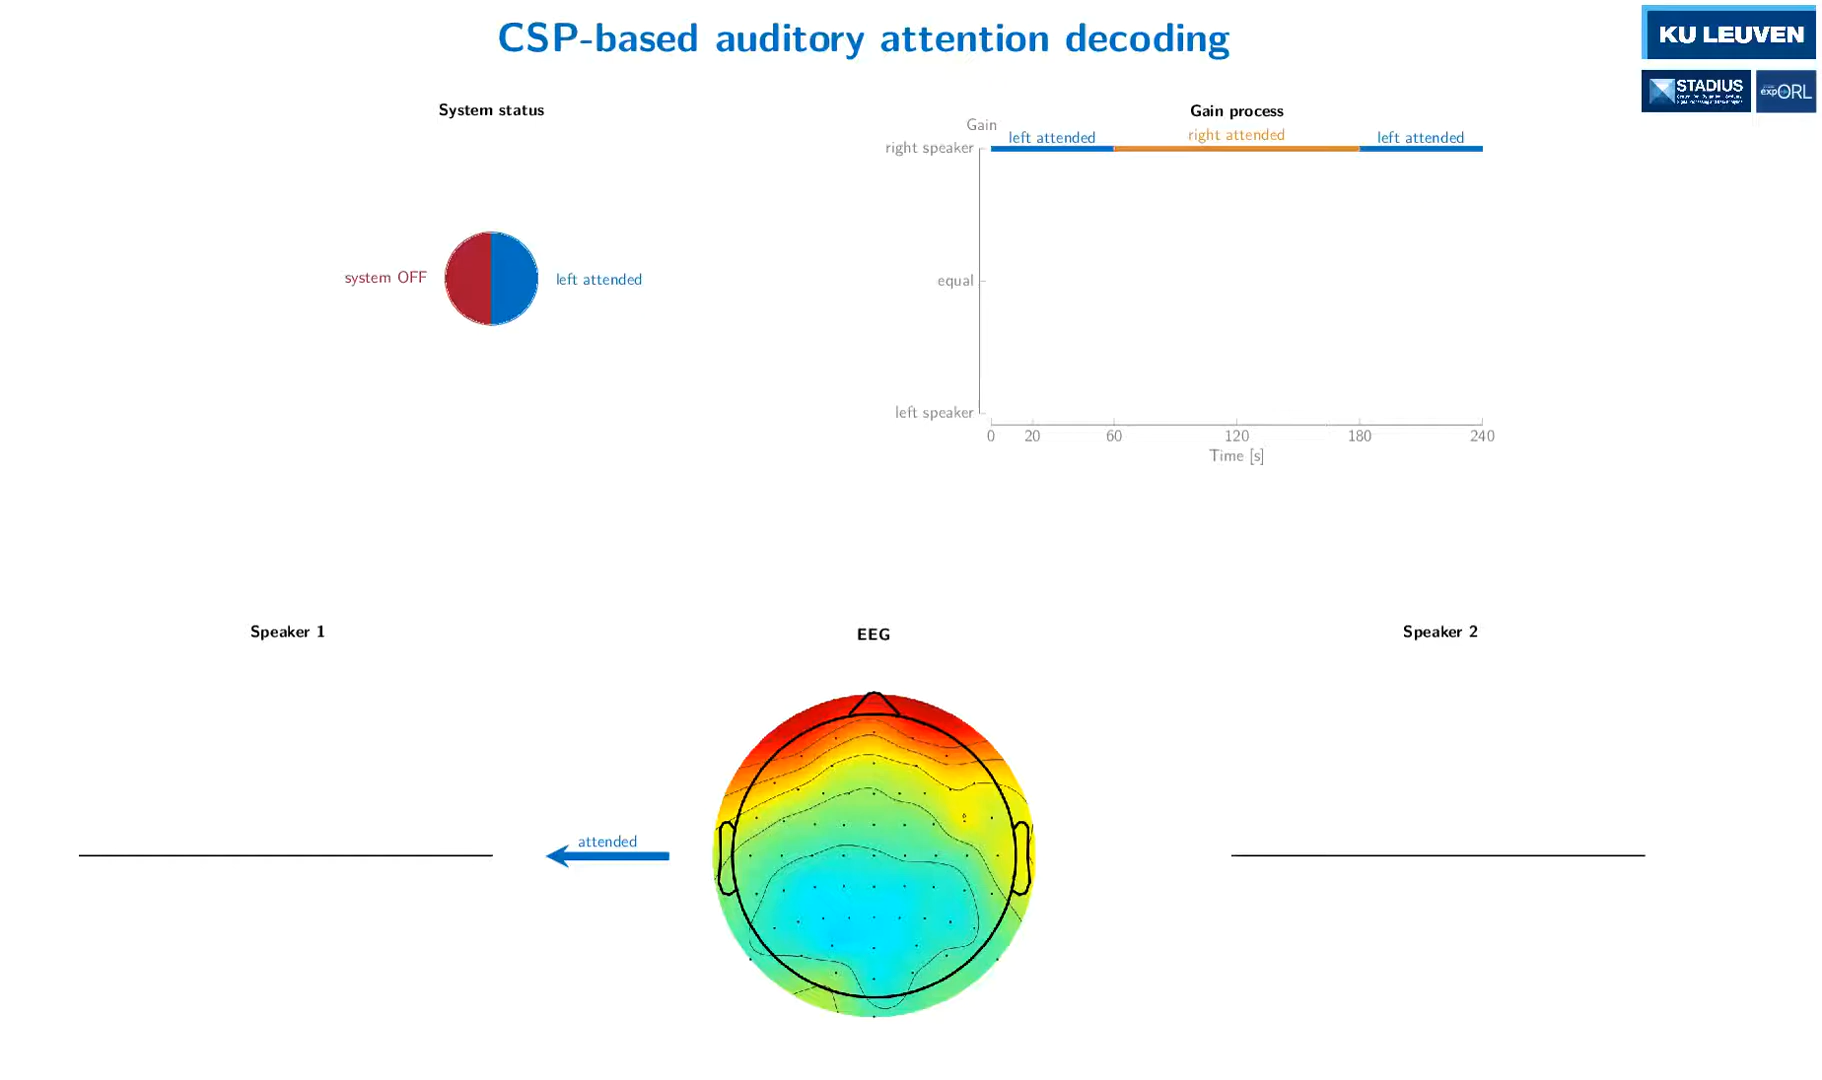 CSP-based auditory attention decoding
KU LEUVEN
STADIUS
expORL
System status
system OFF
left attended
Gain process
Gain
left attended
right attended
left attended
right speaker
equal
left speaker
0 20 60 120 180 240
Time [s]
Speaker 1
EEG
Speaker 2
attended